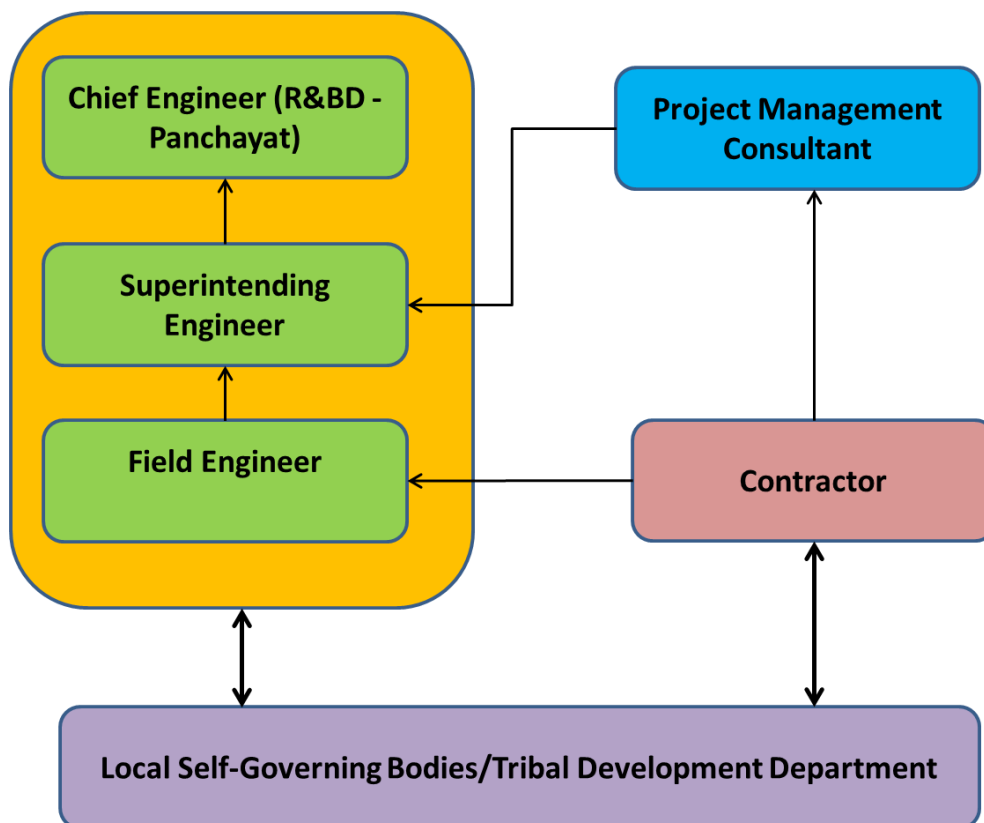 Chief Engineer (R&BD -
Panchayat)
Project Management
Consultant
Superintending
Engineer
Field Engineer
Contractor
Local Self-Governing Bodies/Tribal Development Department